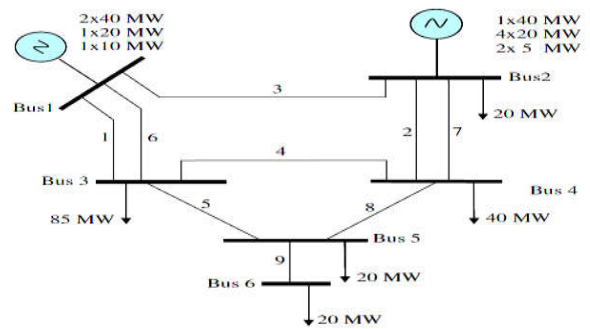 2x40 MW
1x20 MW
1x10 MW
1x40 MW
4x20 MW
2x 5 MW
Bus1
Bus2
3
20 MW
1
6
2
7
4
Bus 3
Bus 4
85 MW
5
8
40 MW
Bus 5
9
20 MW
Bus 6
20 MW